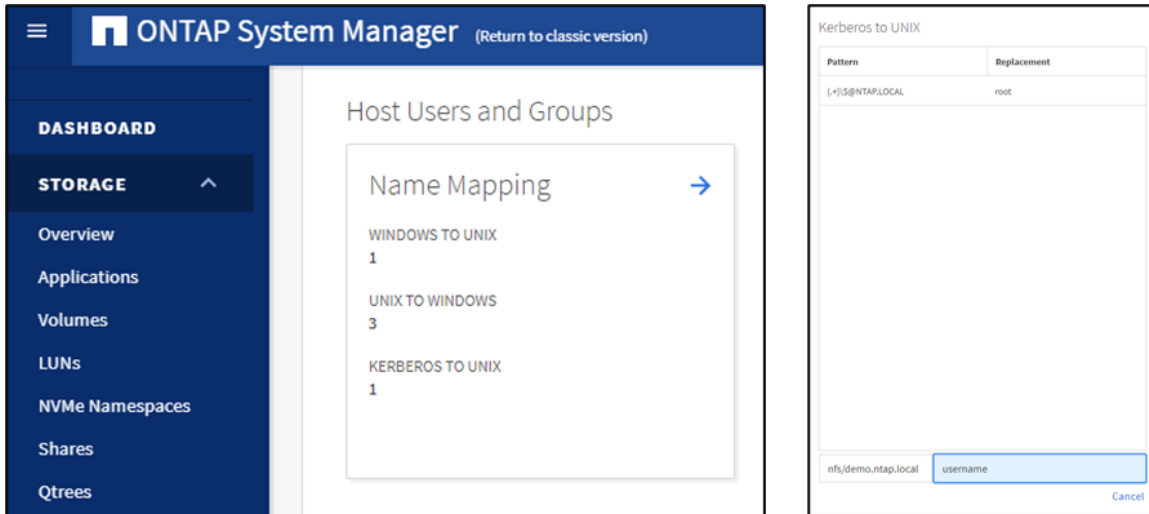 ONTAP System Manager (Return to classic version)
DASHBOARD
STORAGE
Overview
Applications
Volumes
LUNs
NVMe Namespaces
Shares
Qtrees
Host Users and Groups
Name Mapping
WINDOWS TO UNIX
1
UNIX TO WINDOWS
3
KERBEROS TO UNIX
1
Kerberos to UNIX
Pattern Replacement
(.+)\$@NTAP.LOCAL root
nfs/demo.ntap.local username
Cancel